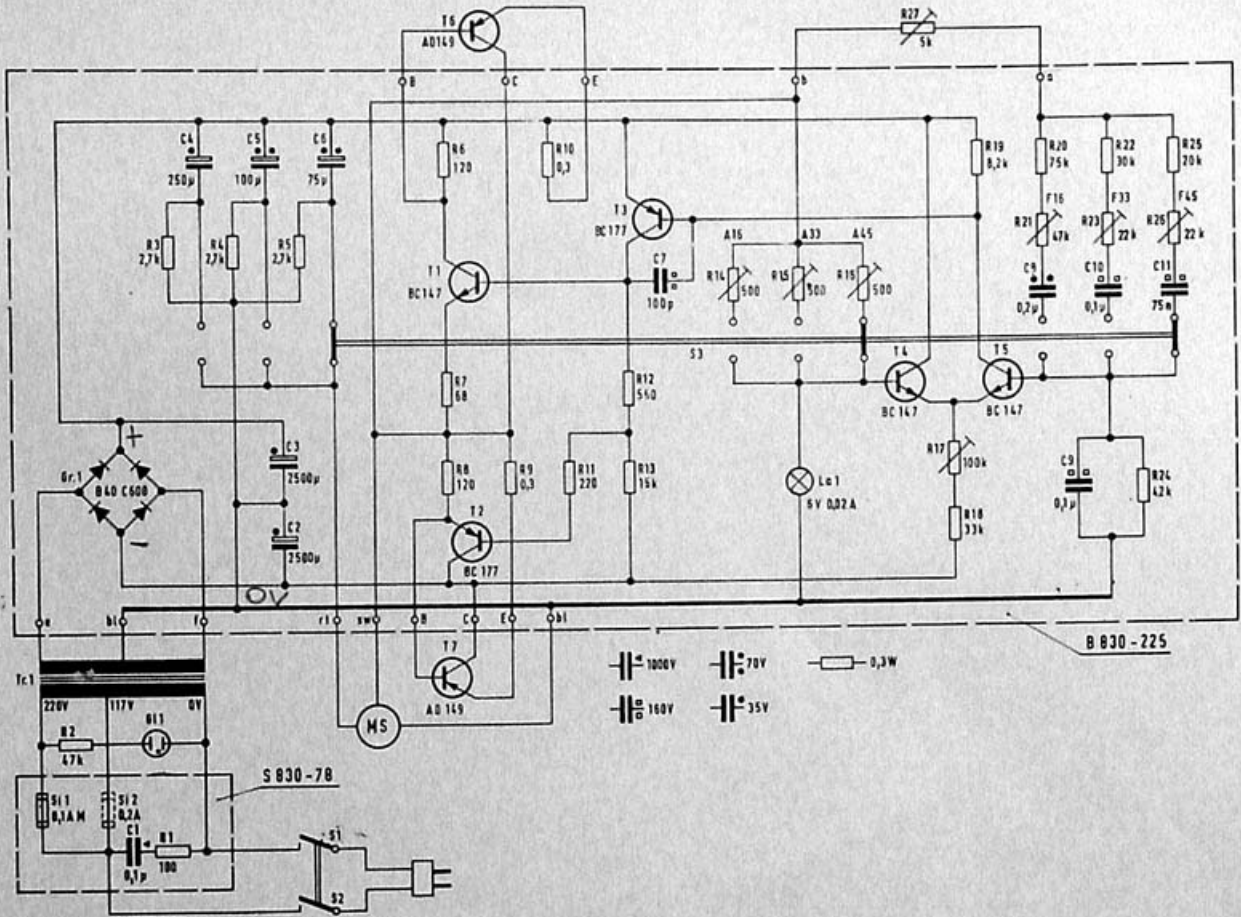 T6
AD149
R27
5k
B
C
E
b
a
C4
250µ
C5
100µ
C6
75µ
R6
120
R10
0,3
R19
8,2k
R20
75k
R22
30k
R25
20k
T3
BC177
F16
R21
47k
F33
R23
22k
F45
R26
22k
R3
2,7k
R4
2,7k
R5
2,7k
T1
BC147
C7
100p
A16
R14
500
A33
R15
500
A45
R16
500
C9
0,2µ
C10
0,1µ
C11
75n
S3
T4
BC147
T5
BC147
R7
68
R12
560
+
Gr.1
B40 C600
-
C3
2500µ
C2
2500µ
R8
120
R9
0,3
R11
220
R13
15k
La1
6V 0,02A
R17
100k
R18
33k
C9
0,1µ
R24
42k
T2
BC177
0V
bl
f
rt
sw
B
C
E
bl
B 830-225
Tr.1
220V
117V
0V
T7
AD 149
MS
1000V
70V
0,3W
160V
35V
R2
47k
Gl1
S 830-78
Si1
0,1A M
Si2
0,2A
C1
0,1µ
R1
100
S1
S2